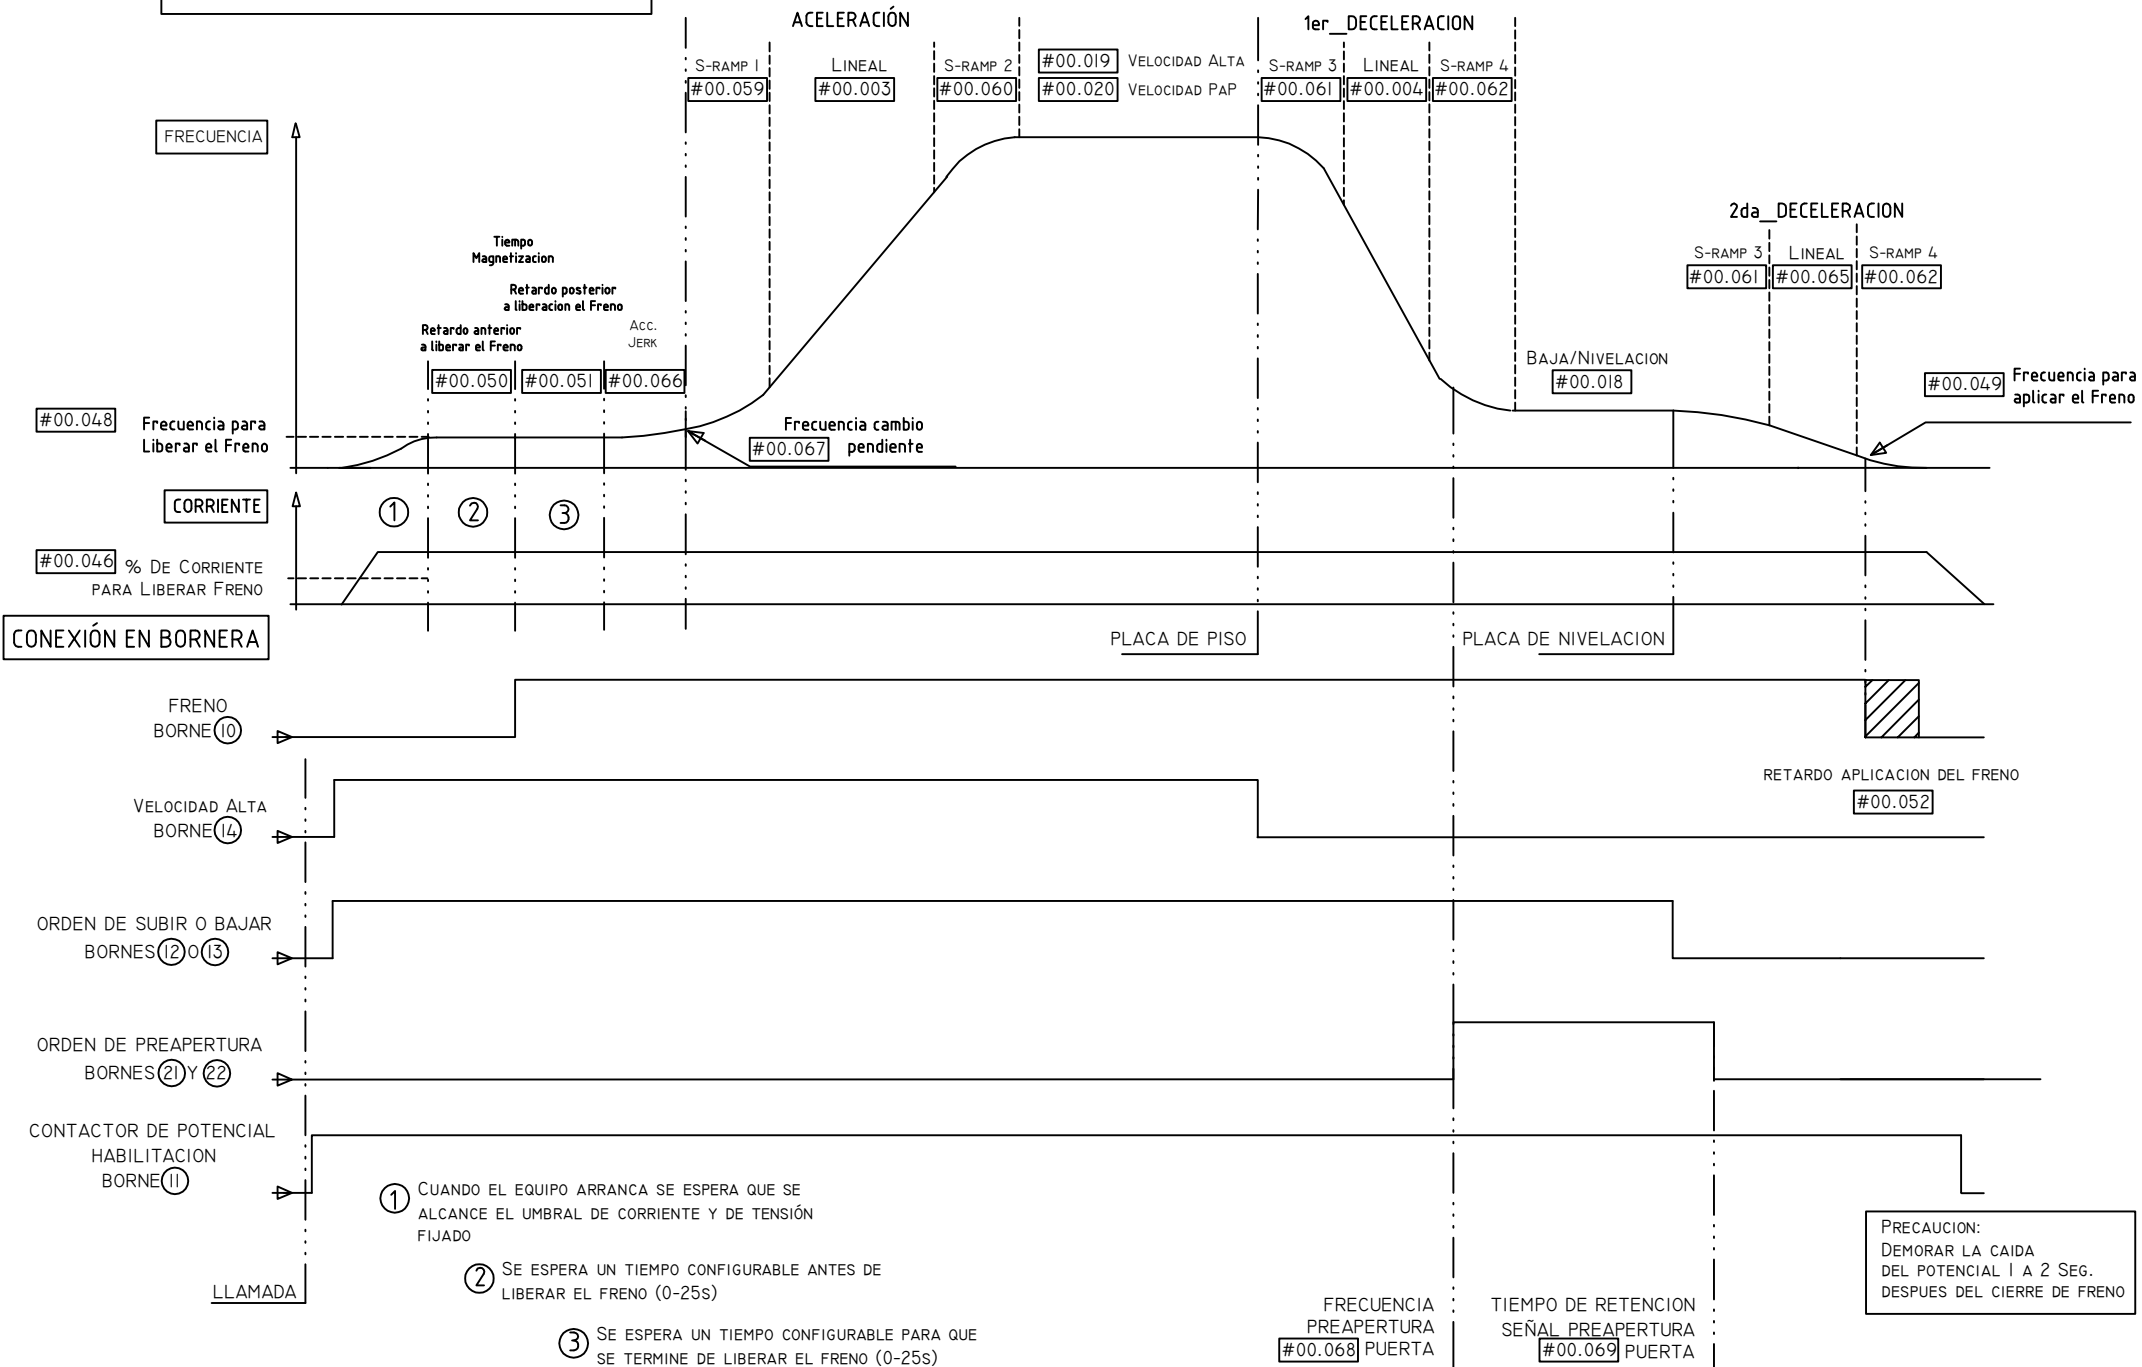 ACELERACIÓN
1er__DECELERACION
S-RAMP 1
LINEAL
S-RAMP 2
#00.019 VELOCIDAD ALTA
S-RAMP 3
LINEAL
S-RAMP 4
#00.059
#00.003
#00.060
#00.020 VELOCIDAD PAP
#00.061
#00.004
#00.062
FRECUENCIA
2da__DECELERACION
S-RAMP 3
LINEAL
S-RAMP 4
#00.061
#00.065
#00.062
Tiempo
Magnetizacion
Retardo posterior
a liberacion el Freno
Retardo anterior
a liberar el Freno
ACC.
JERK
#00.050
#00.051
#00.066
BAJA/NIVELACION
#00.018
#00.049
Frecuencia para
aplicar el Freno
#00.048
Frecuencia para
Liberar el Freno
Frecuencia cambio
#00.067
pendiente
CORRIENTE
1
2
3
#00.046 % DE CORRIENTE
PARA LIBERAR FRENO
CONEXIÓN EN BORNERA
PLACA DE PISO
PLACA DE NIVELACION
FRENO
BORNE 10
RETARDO APLICACION DEL FRENO
#00.052
VELOCIDAD ALTA
BORNE 14
ORDEN DE SUBIR O BAJAR
BORNES 12 O 13
ORDEN DE PREAPERTURA
BORNES 21 Y 22
CONTACTOR DE POTENCIAL
HABILITACION
BORNE 11
1 CUANDO EL EQUIPO ARRANCA SE ESPERA QUE SE
ALCANCE EL UMBRAL DE CORRIENTE Y DE TENSIÓN
FIJADO
2 SE ESPERA UN TIEMPO CONFIGURABLE ANTES DE
LIBERAR EL FRENO (0-25S)
3 SE ESPERA UN TIEMPO CONFIGURABLE PARA QUE
SE TERMINE DE LIBERAR EL FRENO (0-25S)
LLAMADA
FRECUENCIA
PREAPERTURA
#00.068 PUERTA
TIEMPO DE RETENCION
SEÑAL PREAPERTURA
#00.069 PUERTA
PRECAUCION:
DEMORAR LA CAIDA
DEL POTENCIAL 1 A 2 SEG.
DESPUES DEL CIERRE DE FRENO